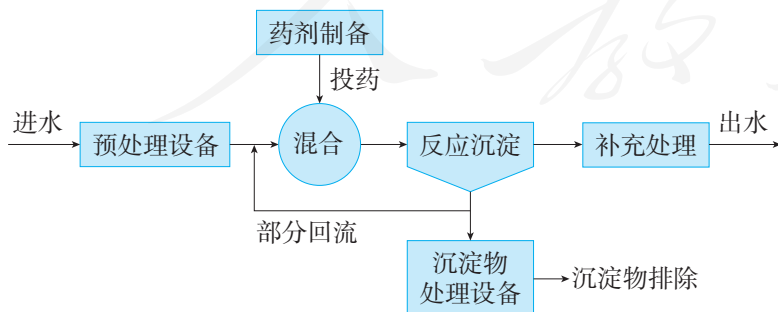 药剂制备
投药
进水
预处理设备
混合
反应沉淀
补充处理
出水
部分回流
沉淀物
处理设备
沉淀物排除